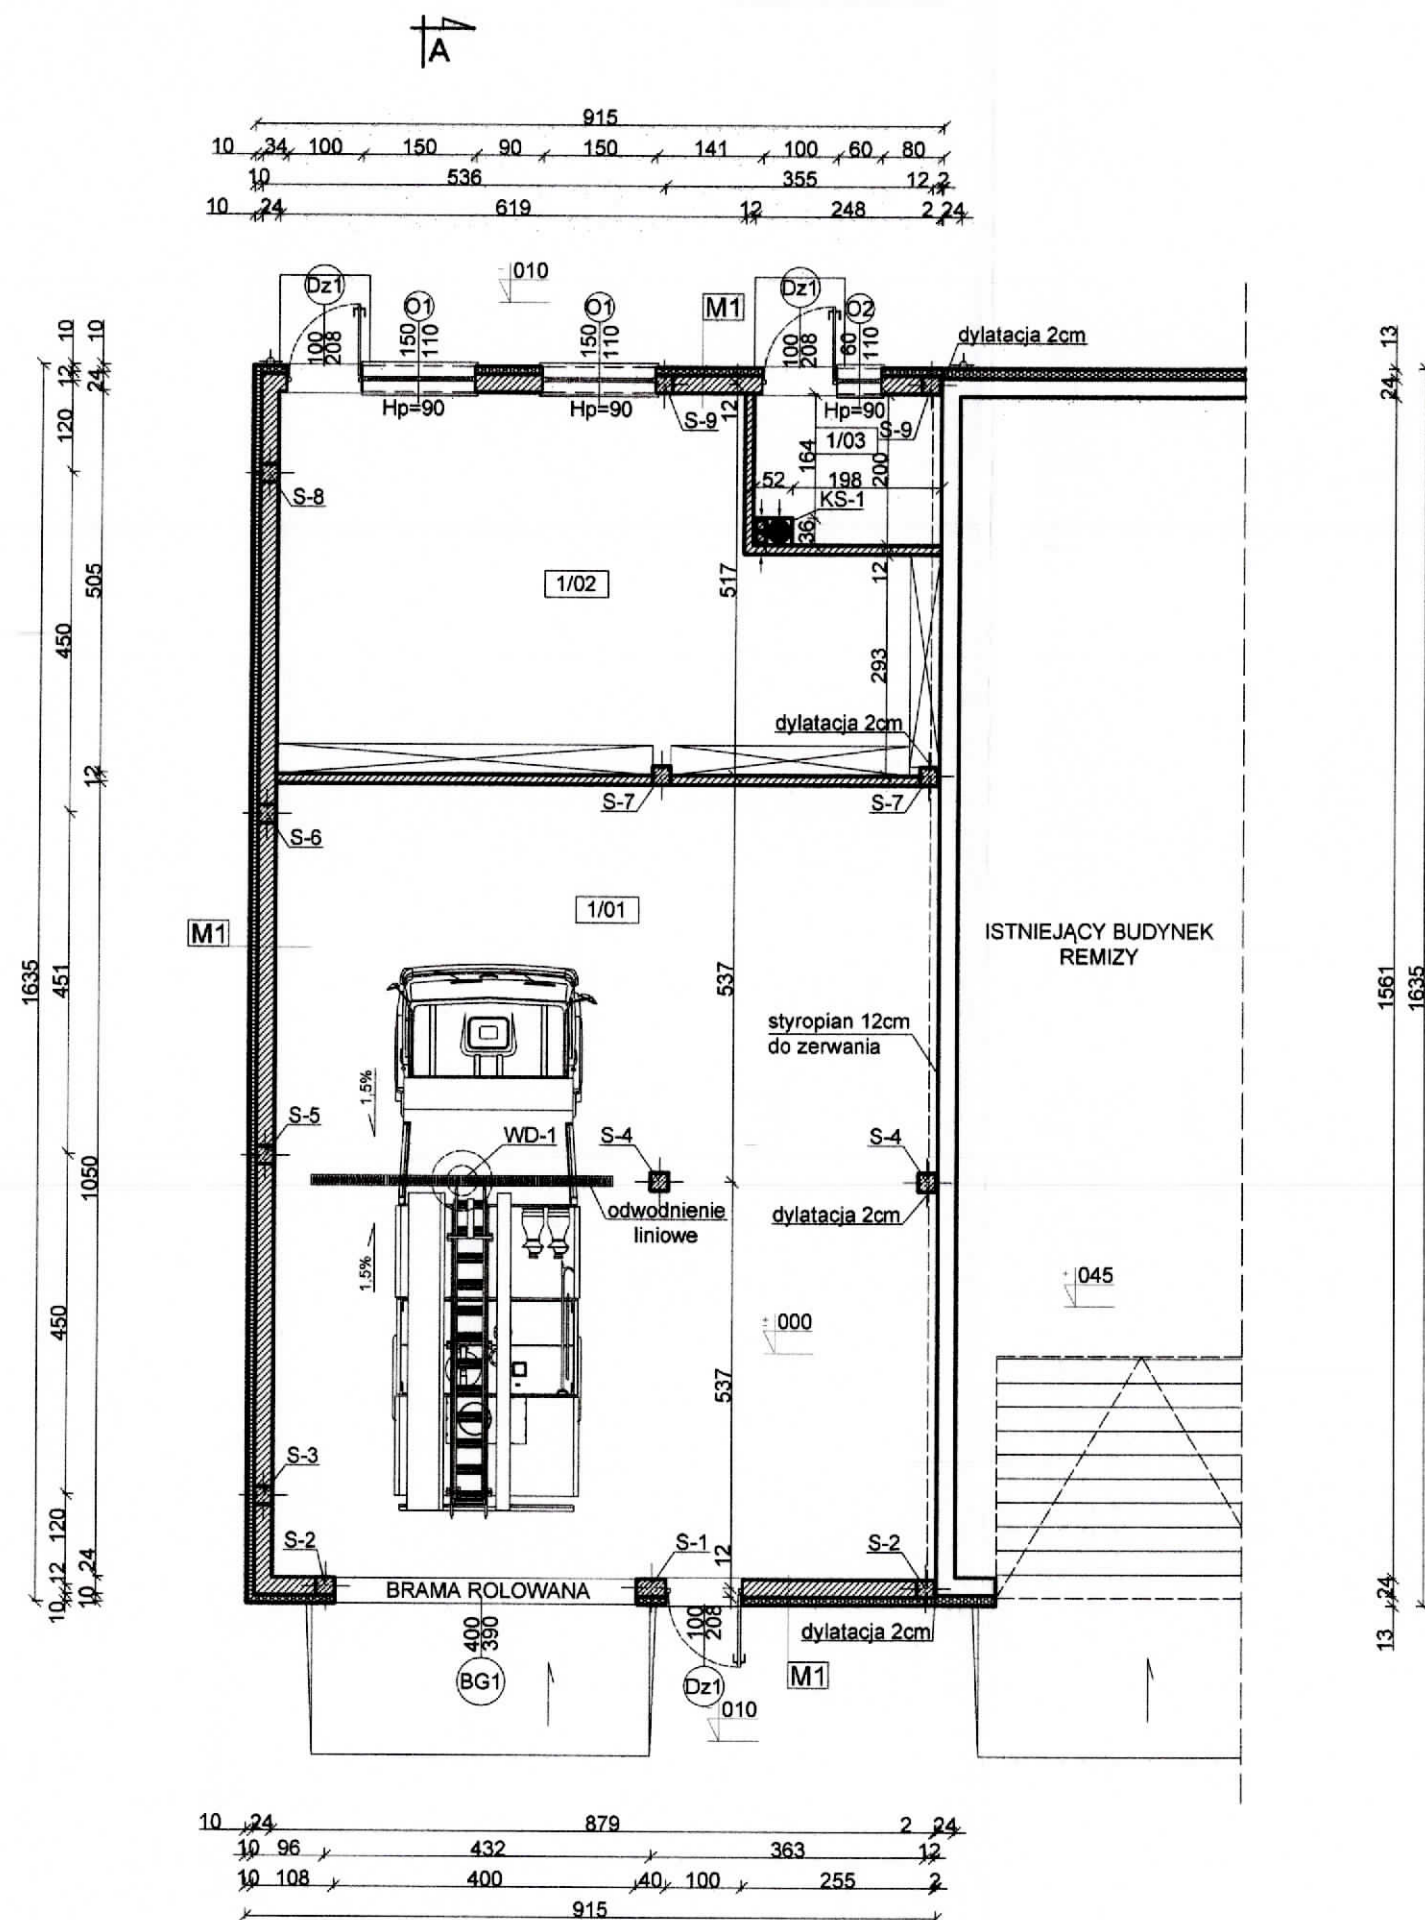 A
915
10 34 100 150 90 150 141 100 60 80
10 536 355 12 2
10 24 619 12 248 2 24
Dz1
010
Dz1
O1
O1
M1
O2
100
208
150
110
150
110
100
208
60
110
dylatacja 2cm
Hp=90
Hp=90
Hp=90
10
10
13
12
24
24
12
S-9
S-9
1/03
120
164
200
52
198
S-8
KS-1
36
1/02
505
517
12
450
293
dylatacja 2cm
12
S-7
S-7
S-6
1/01
M1
ISTNIEJĄCY BUDYNEK
REMIZY
1635
451
537
1561
1635
styropian 12cm
do zerwania
1,5%
S-5
WD-1
S-4
S-4
1050
odwodnienie
liniowe
dylatacja 2cm
1,5%
045
000
450
537
S-3
120
S-2
S-1
S-2
24
12
12
10
10
24
BRAMA ROLOWANA
400
390
100
208
dylatacja 2cm
13
BG1
Dz1
M1
010
10 24 879 2 24
10 96 432 363 12
10 108 400 40 100 255 2
915